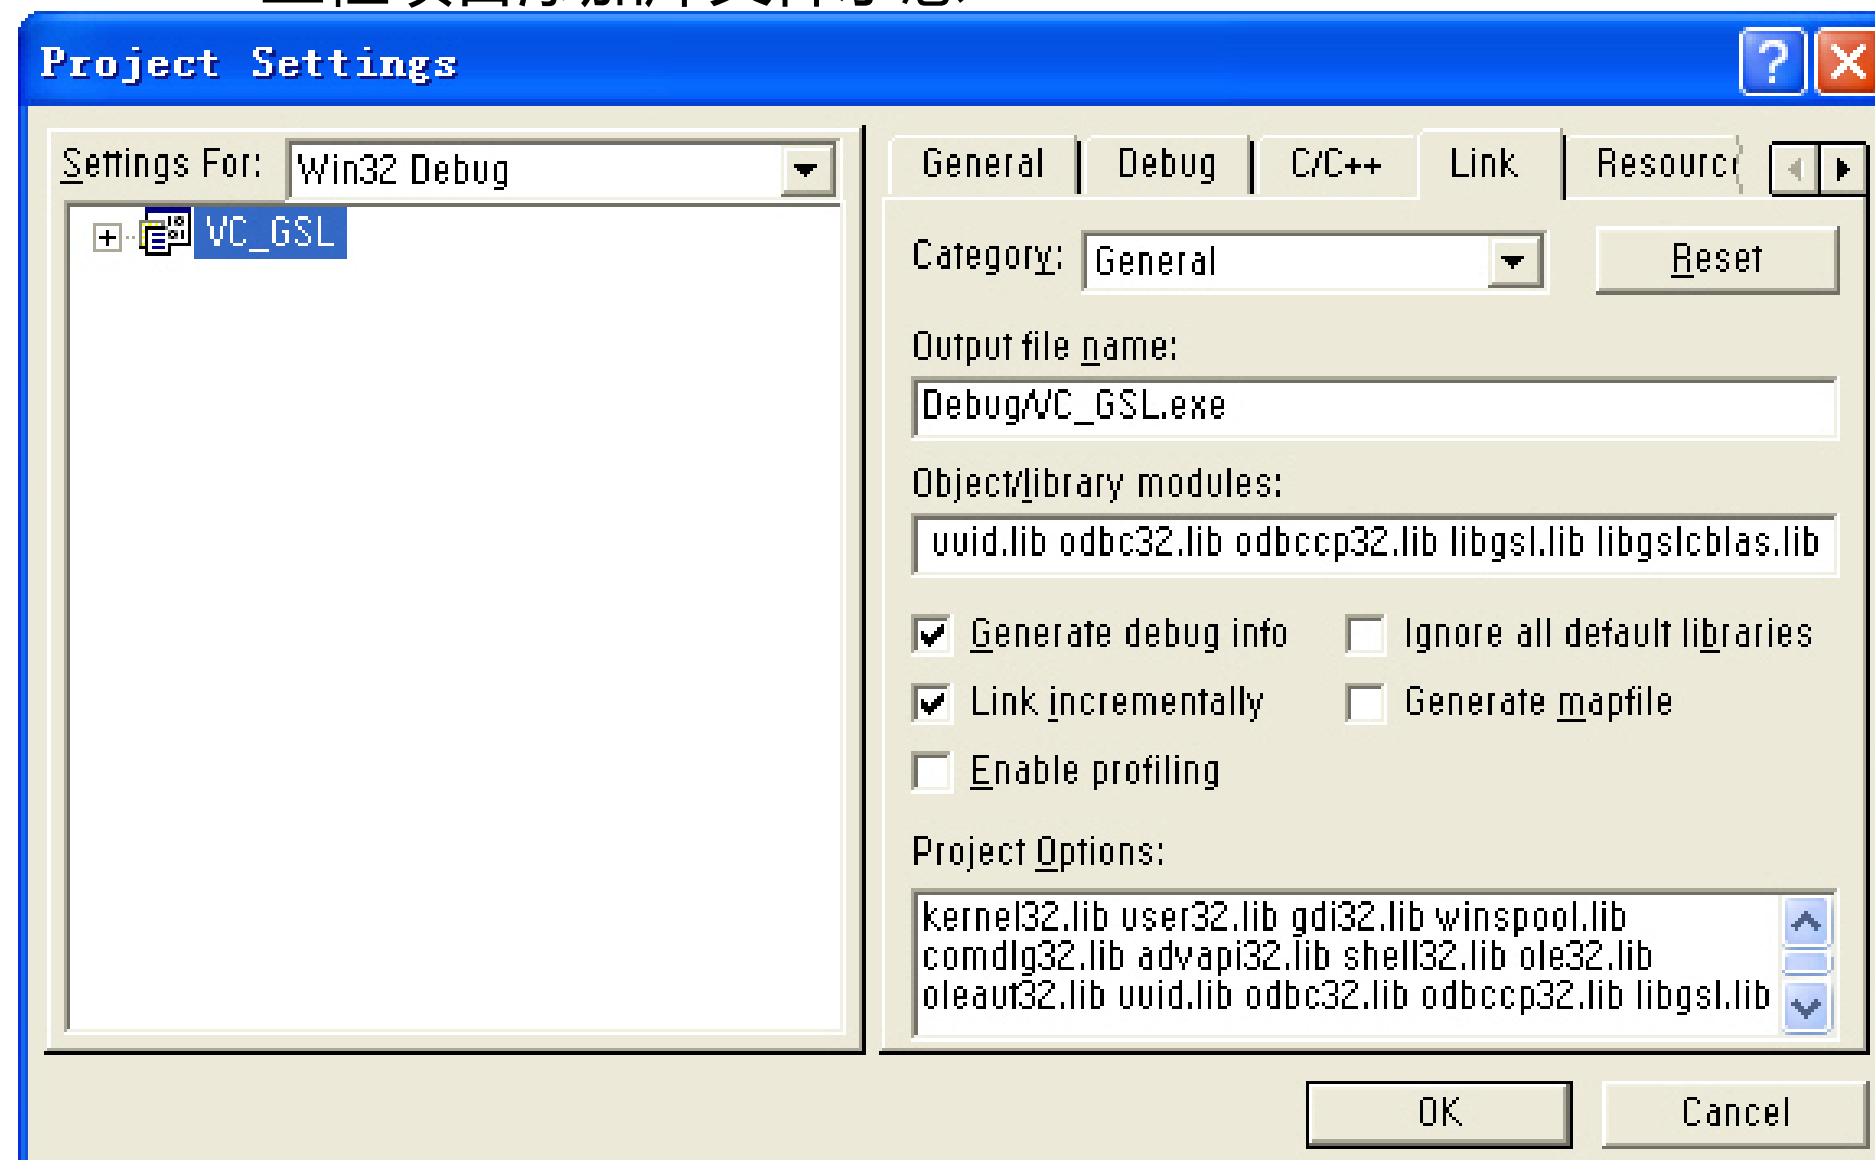 Project Settings
Settings For: Win32 Debug
VC_GSL
General Debug C/C++ Link Resourc
Category: General Reset
Output file name:
Debug/VC_GSL.exe
Object/library modules:
uuid.lib odbc32.lib odbccp32.lib libgsl.lib libgslcblas.lib
Generate debug info Ignore all default libraries
Link incrementally Generate mapfile
Enable profiling
Project Options:
kernel32.lib user32.lib gdi32.lib winspool.lib
comdlg32.lib advapi32.lib shell32.lib ole32.lib
oleaut32.lib uuid.lib odbc32.lib odbccp32.lib libgsl.lib
OK Cancel